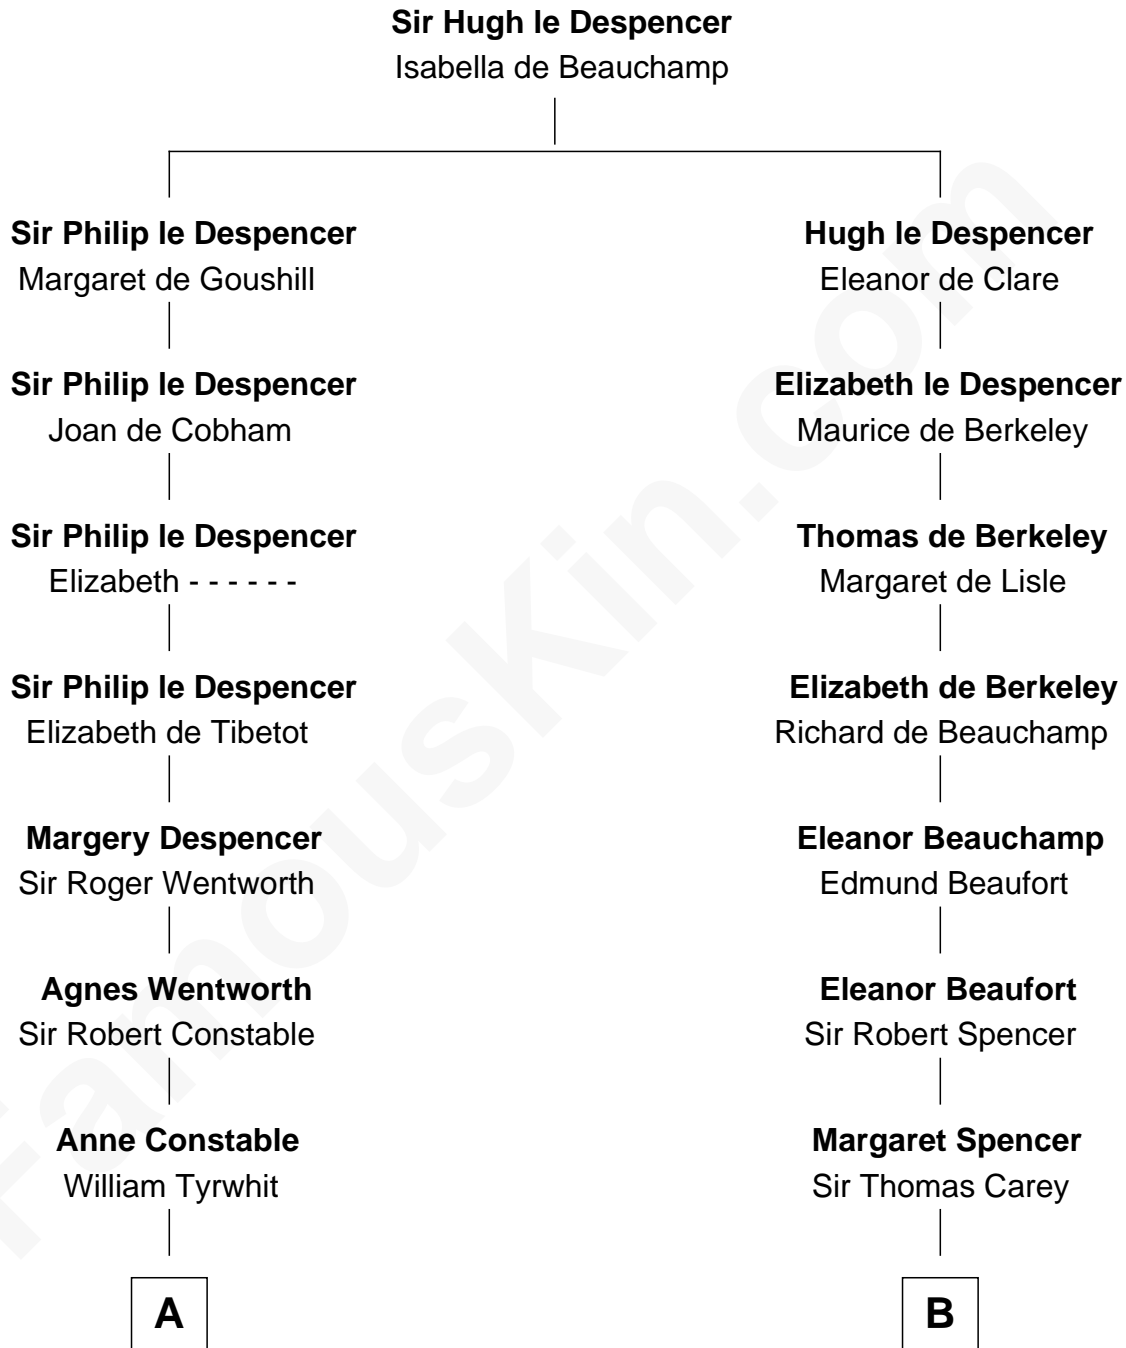 Sir Hugh le Despencer
Isabella de Beauchamp
Sir Philip le Despencer
Margaret de Goushill
Hugh le Despencer
Eleanor de Clare
Sir Philip le Despencer
Joan de Cobham
Elizabeth le Despencer
Maurice de Berkeley
Sir Philip le Despencer
Elizabeth - - - - - -
Thomas de Berkeley
Margaret de Lisle
Sir Philip le Despencer
Elizabeth de Tibetot
Elizabeth de Berkeley
Richard de Beauchamp
Margery Despencer
Sir Roger Wentworth
Eleanor Beauchamp
Edmund Beaufort
Agnes Wentworth
Sir Robert Constable
Eleanor Beaufort
Sir Robert Spencer
Anne Constable
William Tyrwhit
Margaret Spencer
Sir Thomas Carey
A
B
FamousKin.com